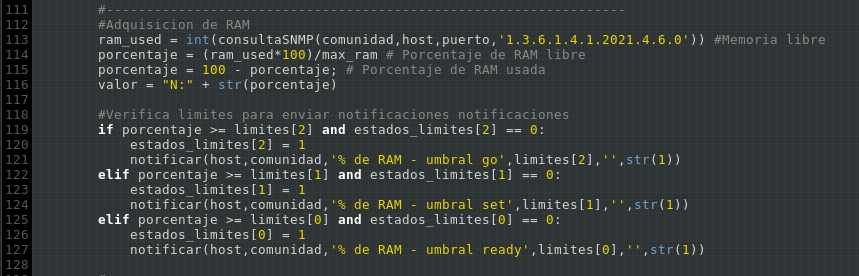 111 #-----------------------------------------------------------------
112 #Adquisicion de RAM
113 ram_used = int(consultaSNMP(comunidad,host,puerto,'1.3.6.1.4.1.2021.4.6.0')) #Memoria libre
114 porcentaje = (ram_used*100)/max_ram # Porcentaje de RAM libre
115 porcentaje = 100 - porcentaje; # Porcentaje de RAM usada
116 valor = "N:" + str(porcentaje)
117
118 #Verifica limites para enviar notificaciones notificaciones
119 if porcentaje >= limites[2] and estados_limites[2] == 0:
120 estados_limites[2] = 1
121 notificar(host,comunidad,'% de RAM - umbral go',limites[2],'',str(1))
122 elif porcentaje >= limites[1] and estados_limites[1] == 0:
123 estados_limites[1] = 1
124 notificar(host,comunidad,'% de RAM - umbral set',limites[1],'',str(1))
125 elif porcentaje >= limites[0] and estados_limites[0] == 0:
126 estados_limites[0] = 1
127 notificar(host,comunidad,'% de RAM - umbral ready',limites[0],'',str(1))
128